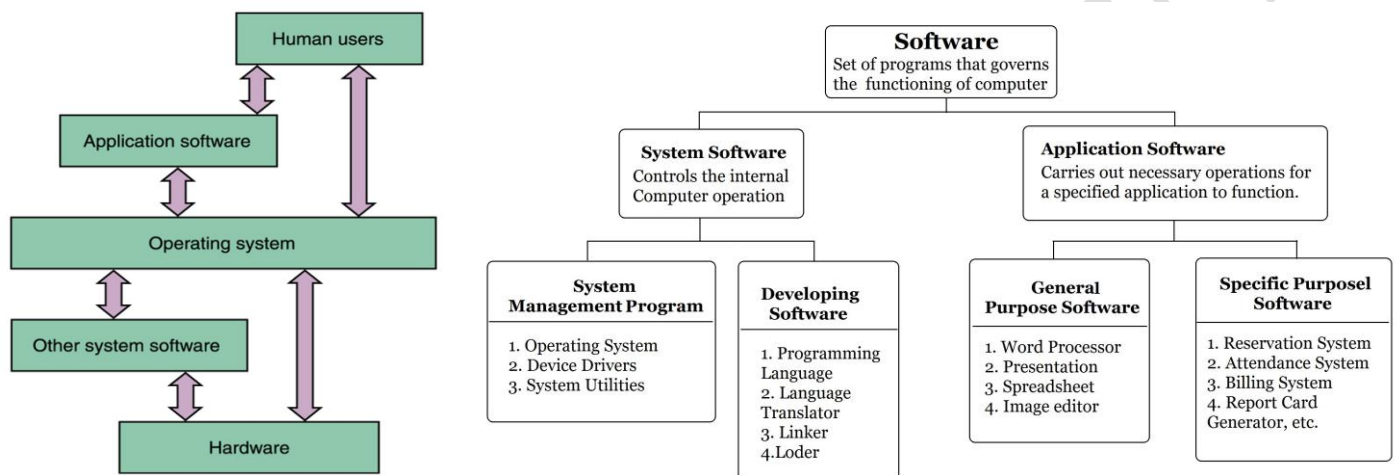 Human users
Application software
Operating system
Other system software
Hardware
Software
Set of programs that governs
the functioning of computer
System Software
Controls the internal
Computer operation
Application Software
Carries out necessary operations for
a specified application to function.
System
Management Program
1. Operating System
2. Device Drivers
3. System Utilities
Developing
Software
1. Programming
Language
2. Language
Translator
3. Linker
4.Loder
General
Purpose Software
1. Word Processor
2. Presentation
3. Spreadsheet
4. Image editor
Specific Purposel
Software
1. Reservation System
2. Attendance System
3. Billing System
4. Report Card
Generator, etc.